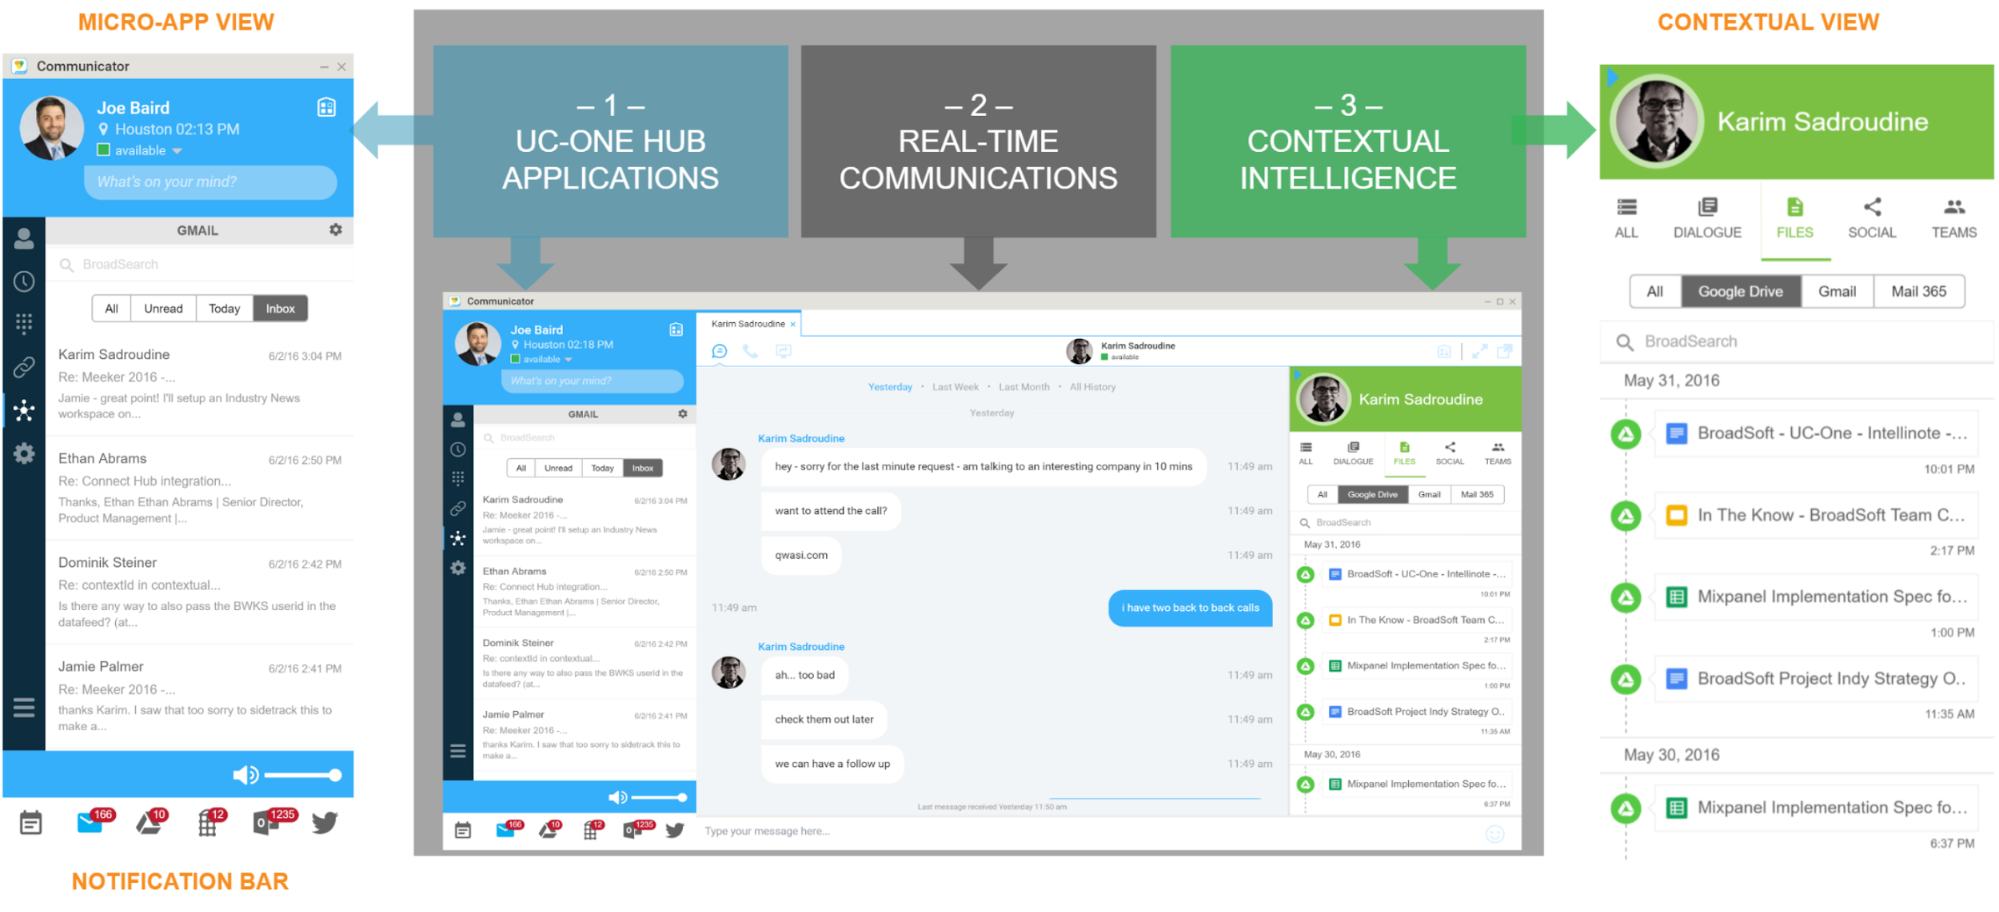 MICRO-APP VIEW
Communicator
Joe Baird
Houston 02:13 PM
available
What's on your mind?
GMAIL
BroadSearch
All Unread Today Inbox
Karim Sadroudine 6/2/16 3:04 PM
Re: Meeker 2016 -...
Jamie - great point! I'll setup an Industry News
workspace on...
Ethan Abrams 6/2/16 2:50 PM
Re: Connect Hub integration...
Thanks, Ethan Ethan Abrams | Senior Director,
Product Management |...
Dominik Steiner 6/2/16 2:42 PM
Re: contextId in contextual...
Is there any way to also pass the BWKS userid in the
datafeed? (at...
Jamie Palmer 6/2/16 2:41 PM
Re: Meeker 2016 -...
thanks Karim. I saw that too sorry to sidetrack this to
make a...
166 10 12 1235
NOTIFICATION BAR
– 1 –
UC-ONE HUB
APPLICATIONS
– 2 –
REAL-TIME
COMMUNICATIONS
– 3 –
CONTEXTUAL
INTELLIGENCE
Communicator
Joe Baird
Houston 02:18 PM
available
What's on your mind?
GMAIL
BroadSearch
All Unread Today Inbox
Karim Sadroudine 6/2/16 3:04 PM
Re: Meeker 2016 -...
Jamie - great point! I'll setup an Industry News
workspace on...
Ethan Abrams 6/2/16 2:50 PM
Re: Connect Hub integration...
Thanks, Ethan Ethan Abrams | Senior Director,
Product Management |...
Dominik Steiner 6/2/16 2:42 PM
Re: contextId in contextual...
Is there any way to also pass the BWKS userid in the
datafeed? (at...
Jamie Palmer 6/2/16 2:41 PM
Re: Meeker 2016 -...
thanks Karim. I saw that too sorry to sidetrack this to
make a...
166 10 12 1235
Karim Sadroudine ×
Karim Sadroudine
available
Yesterday • Last Week • Last Month • All History
Yesterday
Karim Sadroudine
hey - sorry for the last minute request - am talking to an interesting company in 10 mins 11:49 am
want to attend the call? 11:49 am
qwasi.com 11:49 am
11:49 am i have two back to back calls
Karim Sadroudine
ah... too bad 11:49 am
check them out later 11:49 am
we can have a follow up 11:49 am
Last message received Yesterday 11:50 am
Type your message here...
Karim Sadroudine
ALL DIALOGUE FILES SOCIAL TEAMS
All Google Drive Gmail Mail 365
BroadSearch
May 31, 2016
BroadSoft - UC-One - Intellinote -...
10:01 PM
In The Know - BroadSoft Team C...
2:17 PM
Mixpanel Implementation Spec fo...
1:00 PM
BroadSoft Project Indy Strategy O..
11:35 AM
May 30, 2016
Mixpanel Implementation Spec fo...
6:37 PM
CONTEXTUAL VIEW
Karim Sadroudine
ALL DIALOGUE FILES SOCIAL TEAMS
All Google Drive Gmail Mail 365
BroadSearch
May 31, 2016
BroadSoft - UC-One - Intellinote -...
10:01 PM
In The Know - BroadSoft Team C...
2:17 PM
Mixpanel Implementation Spec fo...
1:00 PM
BroadSoft Project Indy Strategy O..
11:35 AM
May 30, 2016
Mixpanel Implementation Spec fo...
6:37 PM